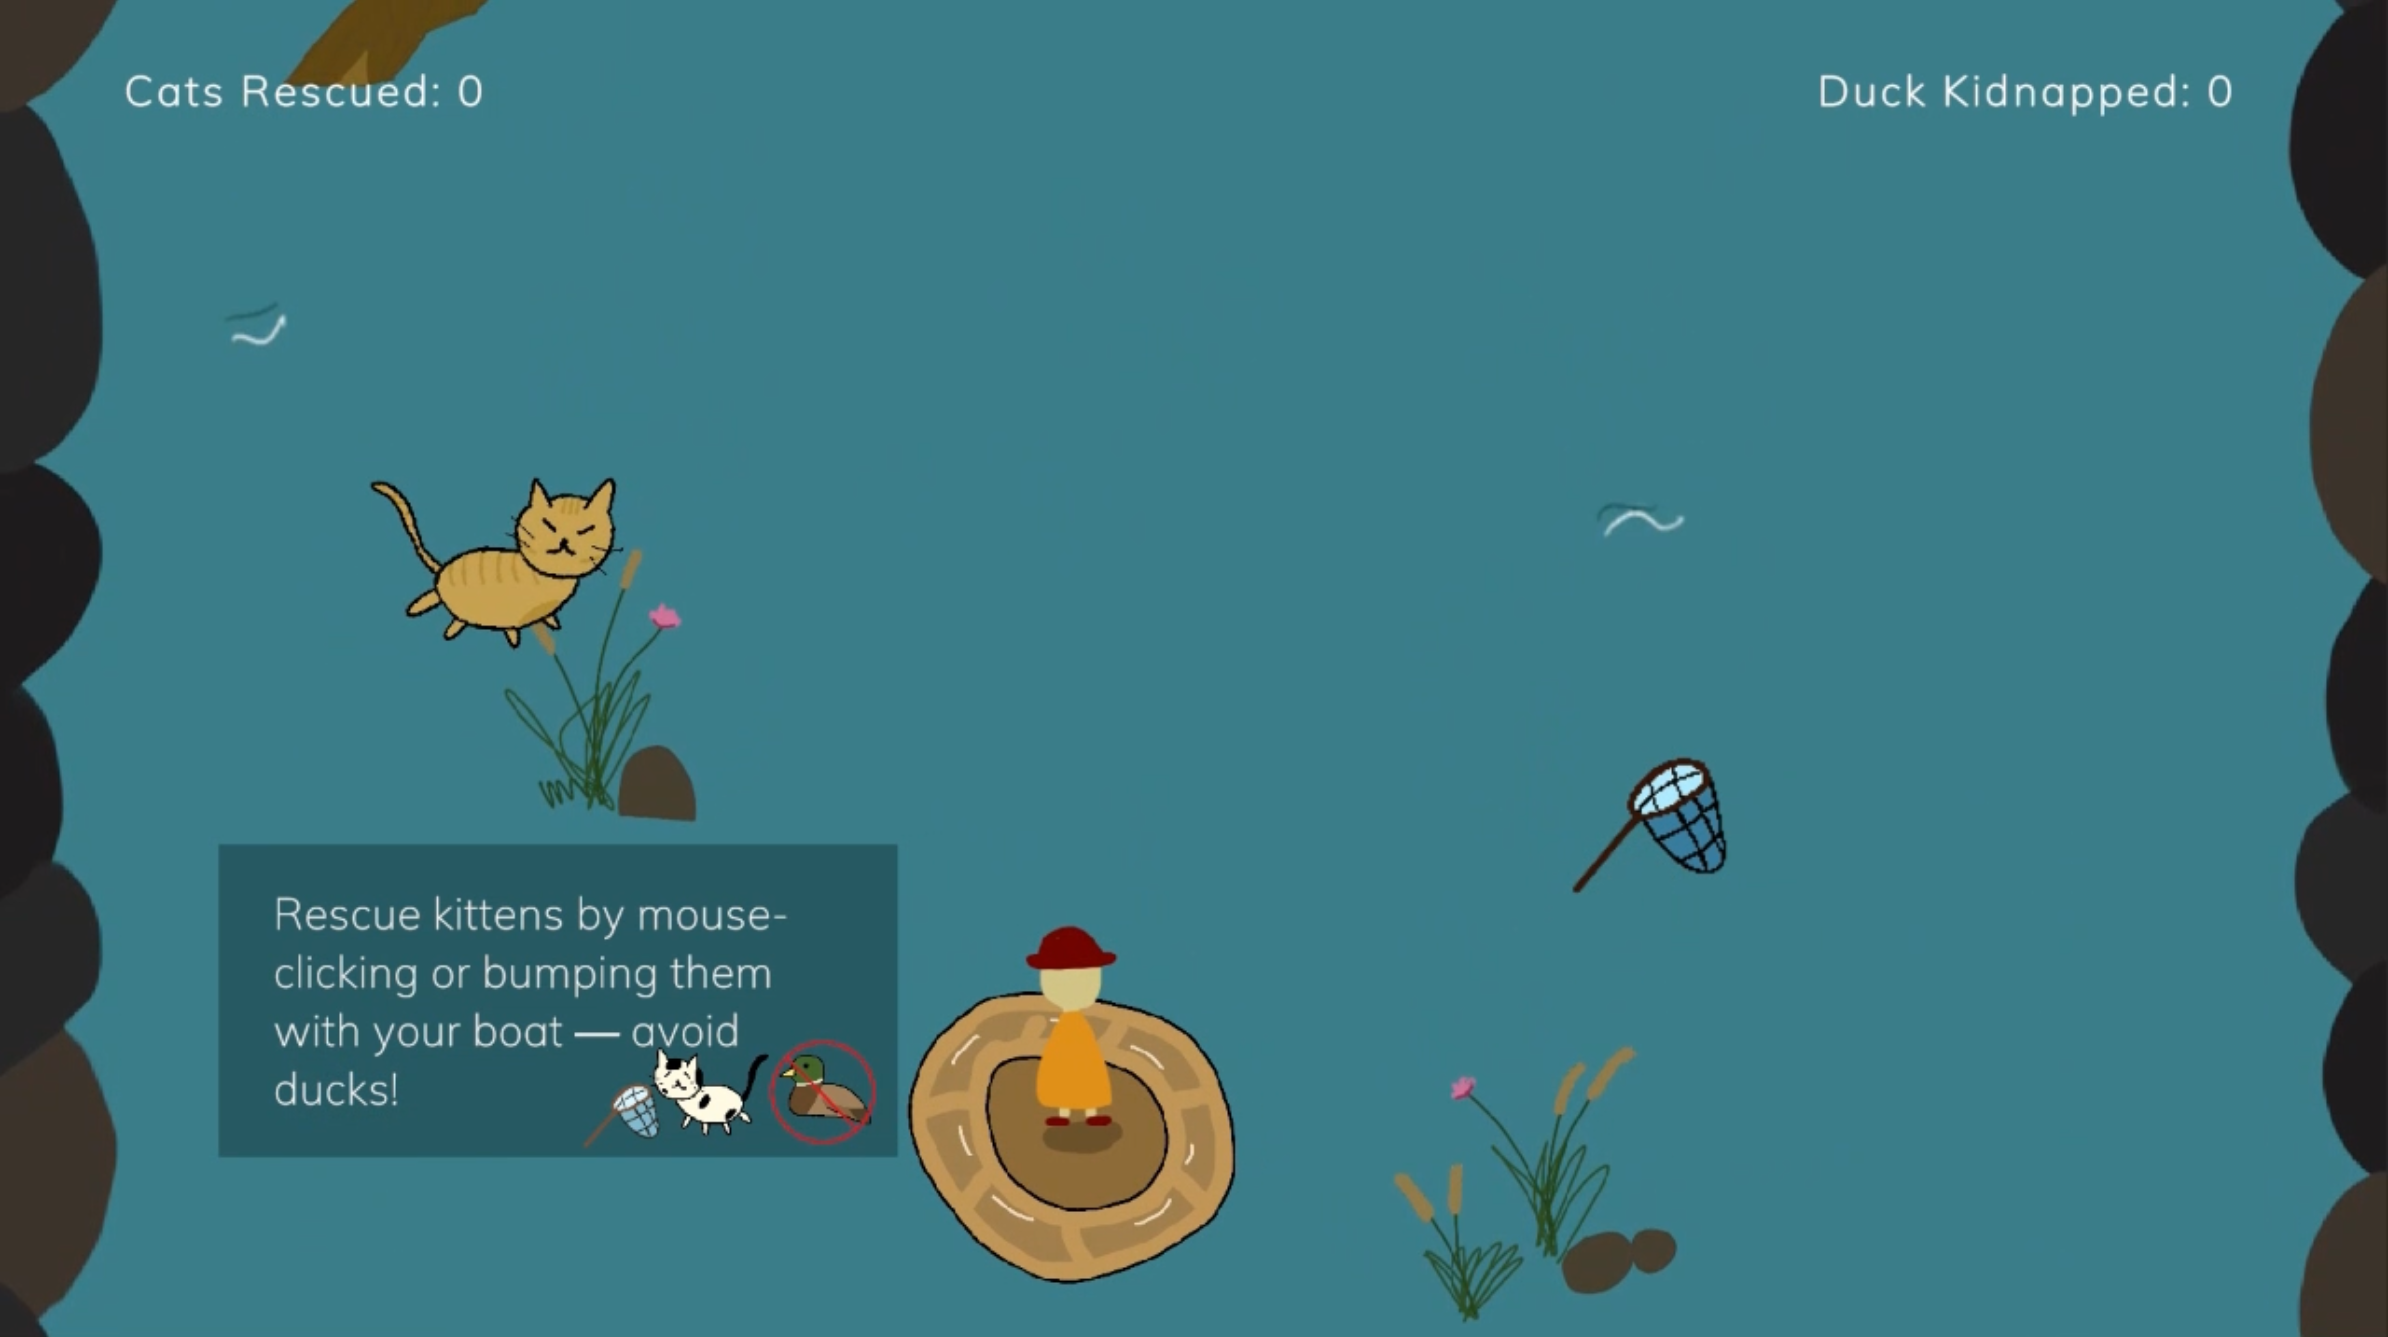 Cats Rescued: 0
Duck Kidnapped: 0
Rescue kittens by mouse-
clicking or bumping them
with your boat — avoid
ducks!